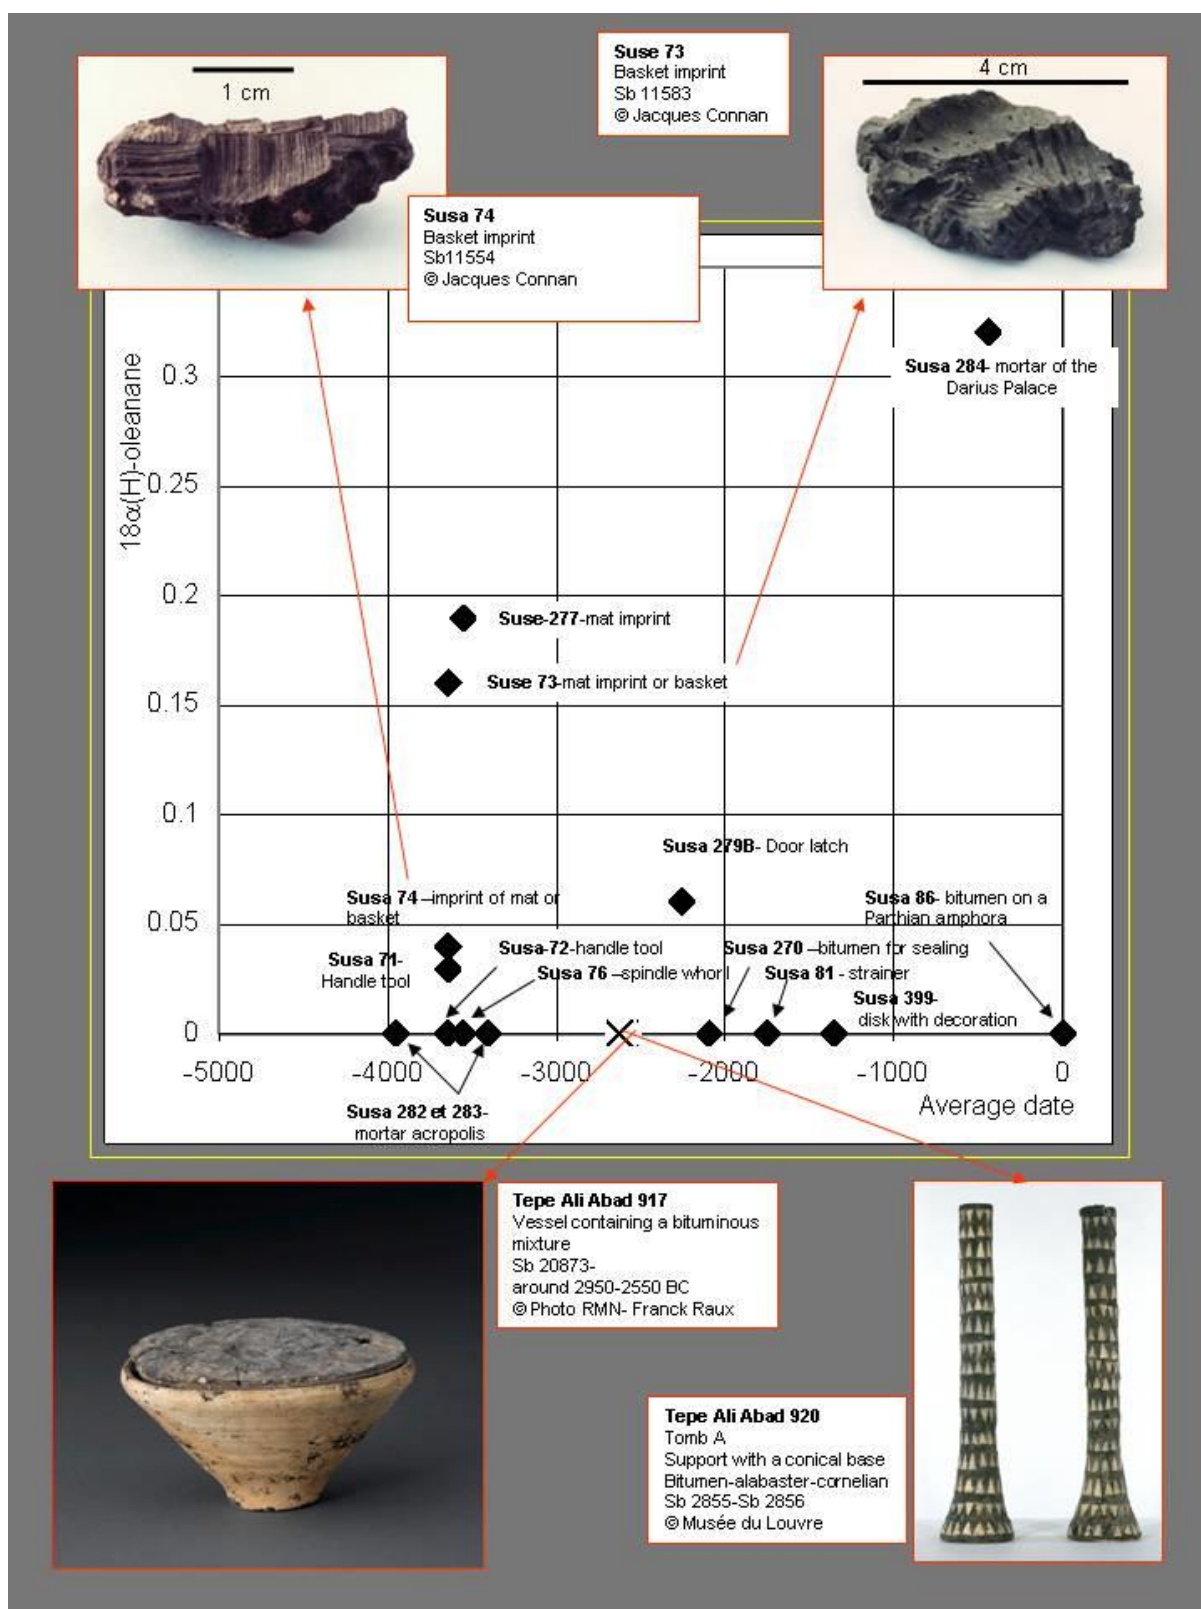 1 cm
Suse 73
Basket imprint
Sb 11583
© Jacques Connan
4 cm
Susa 74
Basket imprint
Sb11554
© Jacques Connan
18α(H)-oleanane
0.3
0.25
0.2
0.15
0.1
0.05
0
Susa 284- mortar of the
Darius Palace
Suse-277-mat imprint
Suse 73-mat imprint or basket
Susa 279B- Door latch
Susa 74 –imprint of mat or
basket
Susa 86- bitumen on a
Parthian amphora
Susa 71-
Handle tool
Susa-72-handle tool
Susa 270 –bitumen for sealing
Susa 76 –spindle whorl
Susa 81 - strainer
Susa 399-
disk with decoration
-5000
-4000
-3000
-2000
-1000
0
Average date
Susa 282 et 283-
mortar acropolis
Tepe Ali Abad 917
Vessel containing a bituminous
mixture
Sb 20873-
around 2950-2550 BC
© Photo RMN- Franck Raux
Tepe Ali Abad 920
Tomb A
Support with a conical base
Bitumen-alabaster-cornelian
Sb 2855-Sb 2856
© Musée du Louvre